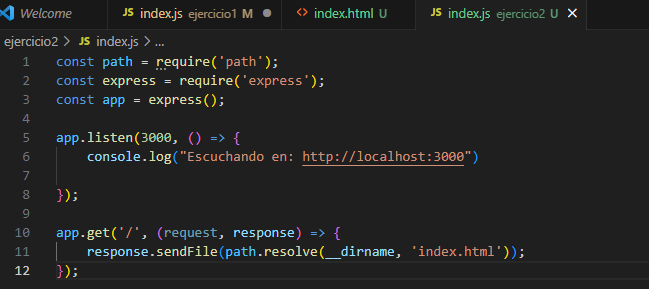 Welcome JS index.js ejercicio1 M <> index.html U JS index.js ejercicio2 U
ejercicio2 > JS index.js > ...
1 const path = require('path');
2 const express = require('express');
3 const app = express();
4
5 app.listen(3000, () => {
6 console.log("Escuchando en: http://localhost:3000")
7
8 });
9
10 app.get('/', (request, response) => {
11 response.sendFile(path.resolve(__dirname, 'index.html'));
12 });